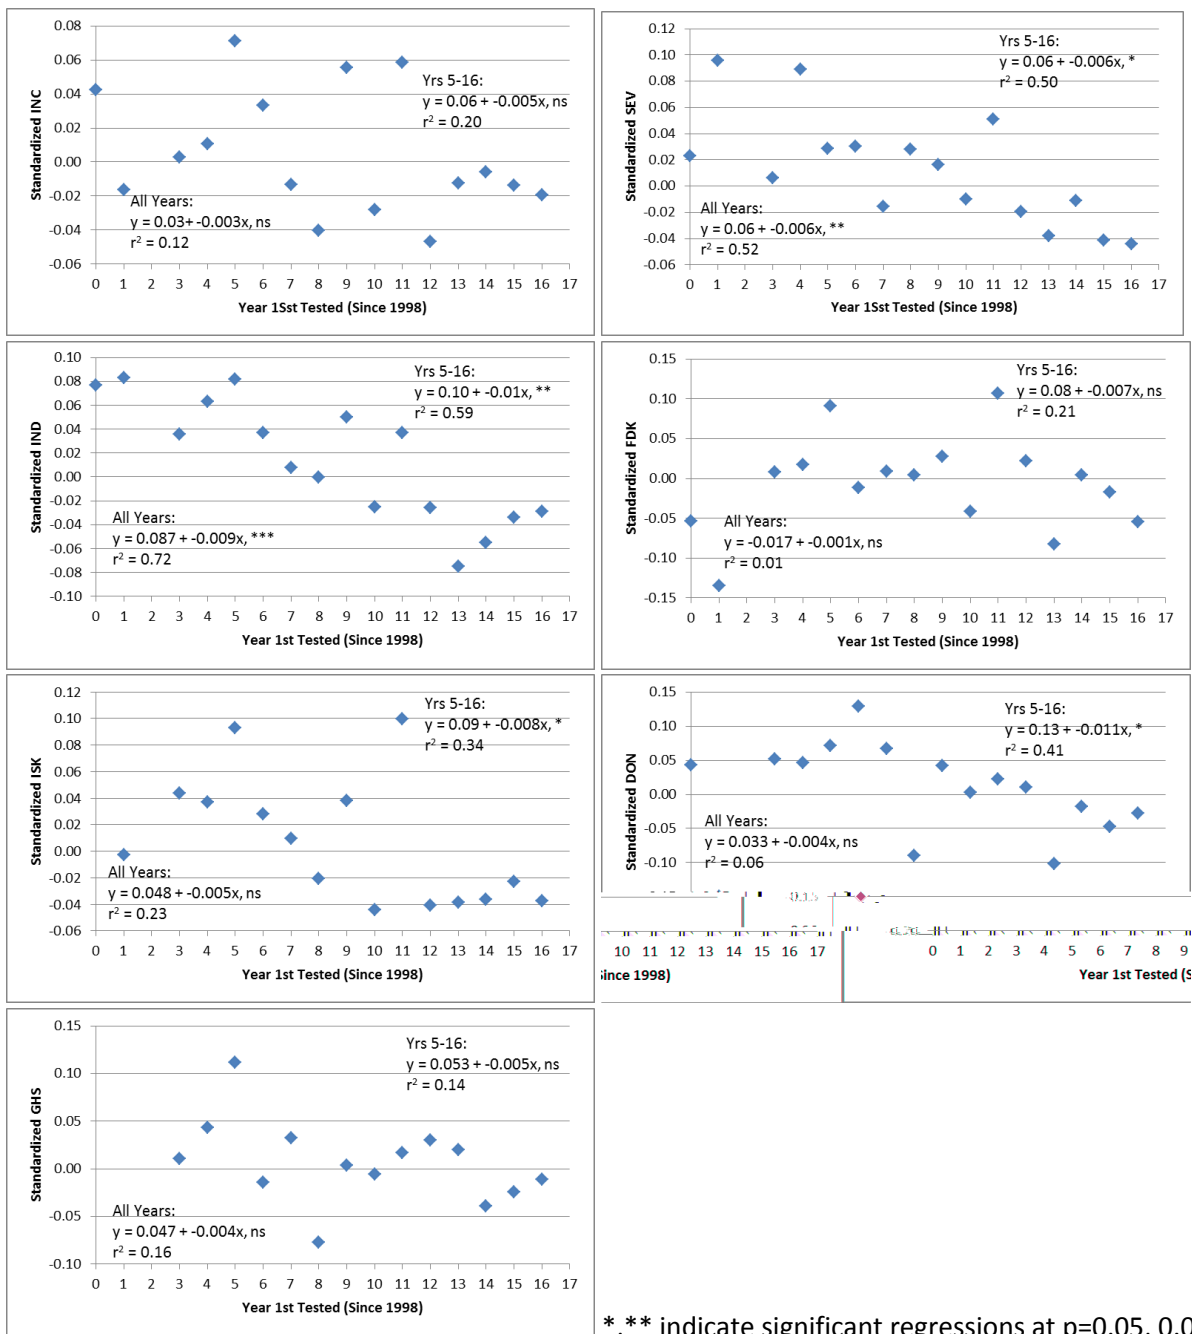 0.08
0.06
0.04
0.02
0.00
-0.02
-0.04
-0.06
Standardized INC
Yrs 5-16:
y = 0.06 + -0.005x, ns
r² = 0.20
All Years:
y = 0.03+ -0.003x, ns
r² = 0.12
0 1 2 3 4 5 6 7 8 9 10 11 12 13 14 15 16 17
Year 1Sst Tested (Since 1998)
0.12
0.10
0.08
0.06
0.04
0.02
0.00
-0.02
-0.04
-0.06
Standardized SEV
Yrs 5-16:
y = 0.06 + -0.006x, *
r² = 0.50
All Years:
y = 0.06 + -0.006x, **
r² = 0.52
0 1 2 3 4 5 6 7 8 9 10 11 12 13 14 15 16 17
Year 1St Tested (Since 1998)
0.10
0.08
0.06
0.04
0.02
0.00
-0.02
-0.04
-0.06
-0.08
-0.10
Standardized IND
Yrs 5-16:
y = 0.10 + -0.01x, **
r² = 0.59
All Years:
y = 0.087 + -0.009x, ***
r² = 0.72
0 1 2 3 4 5 6 7 8 9 10 11 12 13 14 15 16 17
Year 1st Tested (Since 1998)
0.15
0.10
0.05
0.00
-0.05
-0.10
-0.15
Standardized FDK
Yrs 5-16:
y = 0.08 + -0.007x, ns
r² = 0.21
All Years:
y = -0.017 + -0.001x, ns
r² = 0.01
0 1 2 3 4 5 6 7 8 9 10 11 12 13 14 15 16 17
Year 1st Tested (Since 1998)
0.12
0.10
0.08
0.06
0.04
0.02
0.00
-0.02
-0.04
-0.06
Standardized ISK
Yrs 5-16:
y = 0.09 + -0.008x, *
r² = 0.34
All Years:
y = 0.048 + -0.005x, ns
r² = 0.23
0 1 2 3 4 5 6 7 8 9 10 11 12 13 14 15 16 17
Year 1st Tested (Since 1998)
0.15
0.10
0.05
0.00
-0.05
-0.10
Standardized DON
Yrs 5-16:
y = 0.13 + -0.011x, *
r² = 0.41
All Years:
y = 0.033 + -0.004x, ns
r² = 0.06
10 11 12 13 14 15 16 17 0 1 2 3 4 5 6 7 8 9
ince 1998) Year 1st Tested (S
0.15
0.10
0.05
0.00
-0.05
-0.10
Standardized GHS
Yrs 5-16:
y = 0.053 + -0.005x, ns
r² = 0.14
All Years:
y = 0.047 + -0.004x, ns
r² = 0.16
0 1 2 3 4 5 6 7 8 9 10 11 12 13 14 15 16 17
Year 1st Tested (Since 1998)
*,** indicate significant regressions at p=0.05, 0.0